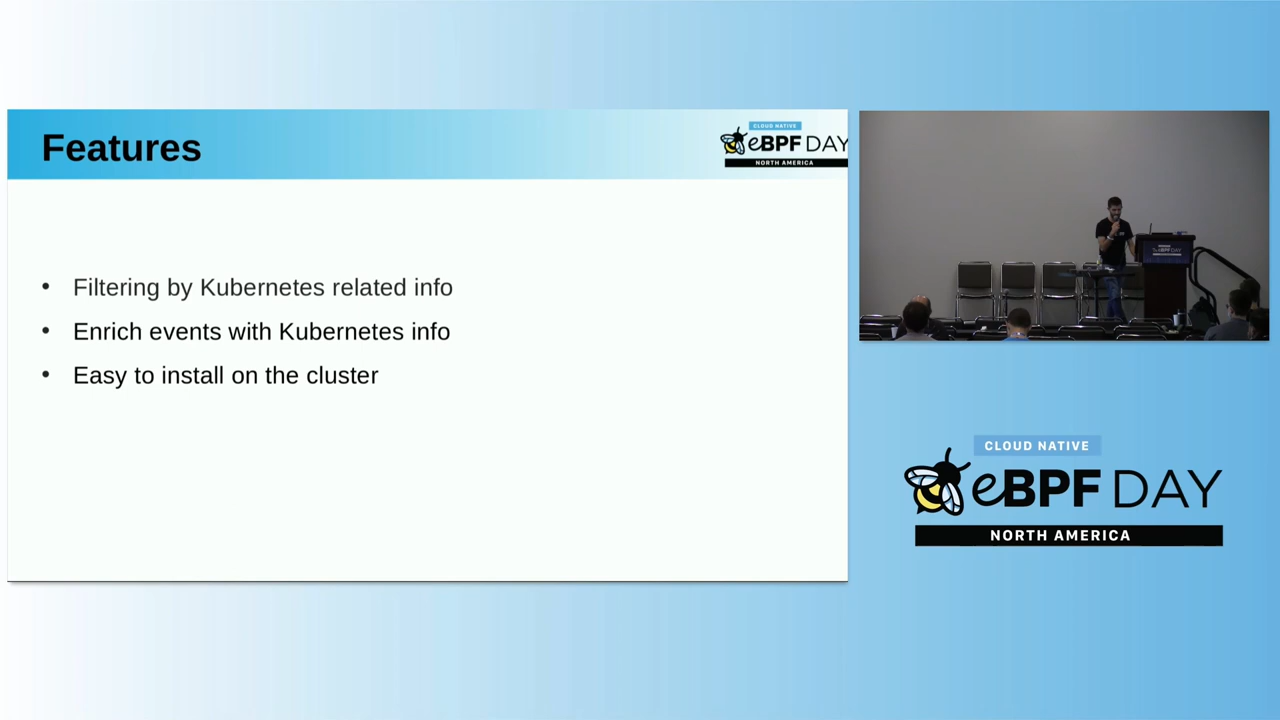 Features
CLOUD NATIVE
eBPF DAY
NORTH AMERICA
• Filtering by Kubernetes related info
• Enrich events with Kubernetes info
• Easy to install on the cluster
CLOUD NATIVE
eBPF DAY
NORTH AMERICA